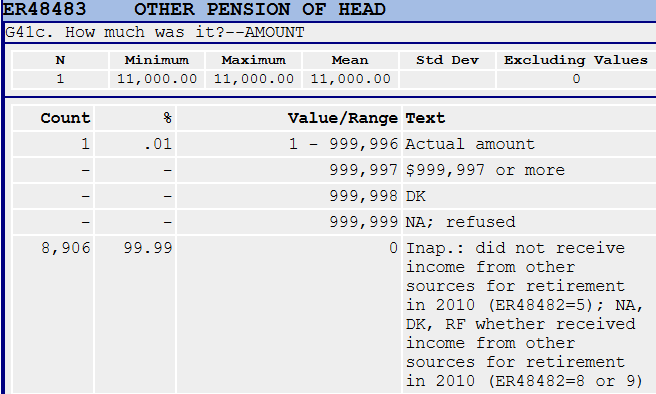 ER48483 OTHER PENSION OF HEAD
G41c. How much was it?--AMOUNT
N Minimum Maximum Mean Std Dev Excluding Values
1 11,000.00 11,000.00 11,000.00 0
Count % Value/Range Text
1 .01 1 - 999,996 Actual amount
– – 999,997 $999,997 or more
– – 999,998 DK
– – 999,999 NA; refused
8,906 99.99 0 Inap.: did not receive
income from other
sources for retirement
in 2010 (ER48482=5); NA,
DK, RF whether received
income from other
sources for retirement
in 2010 (ER48482=8 or 9)